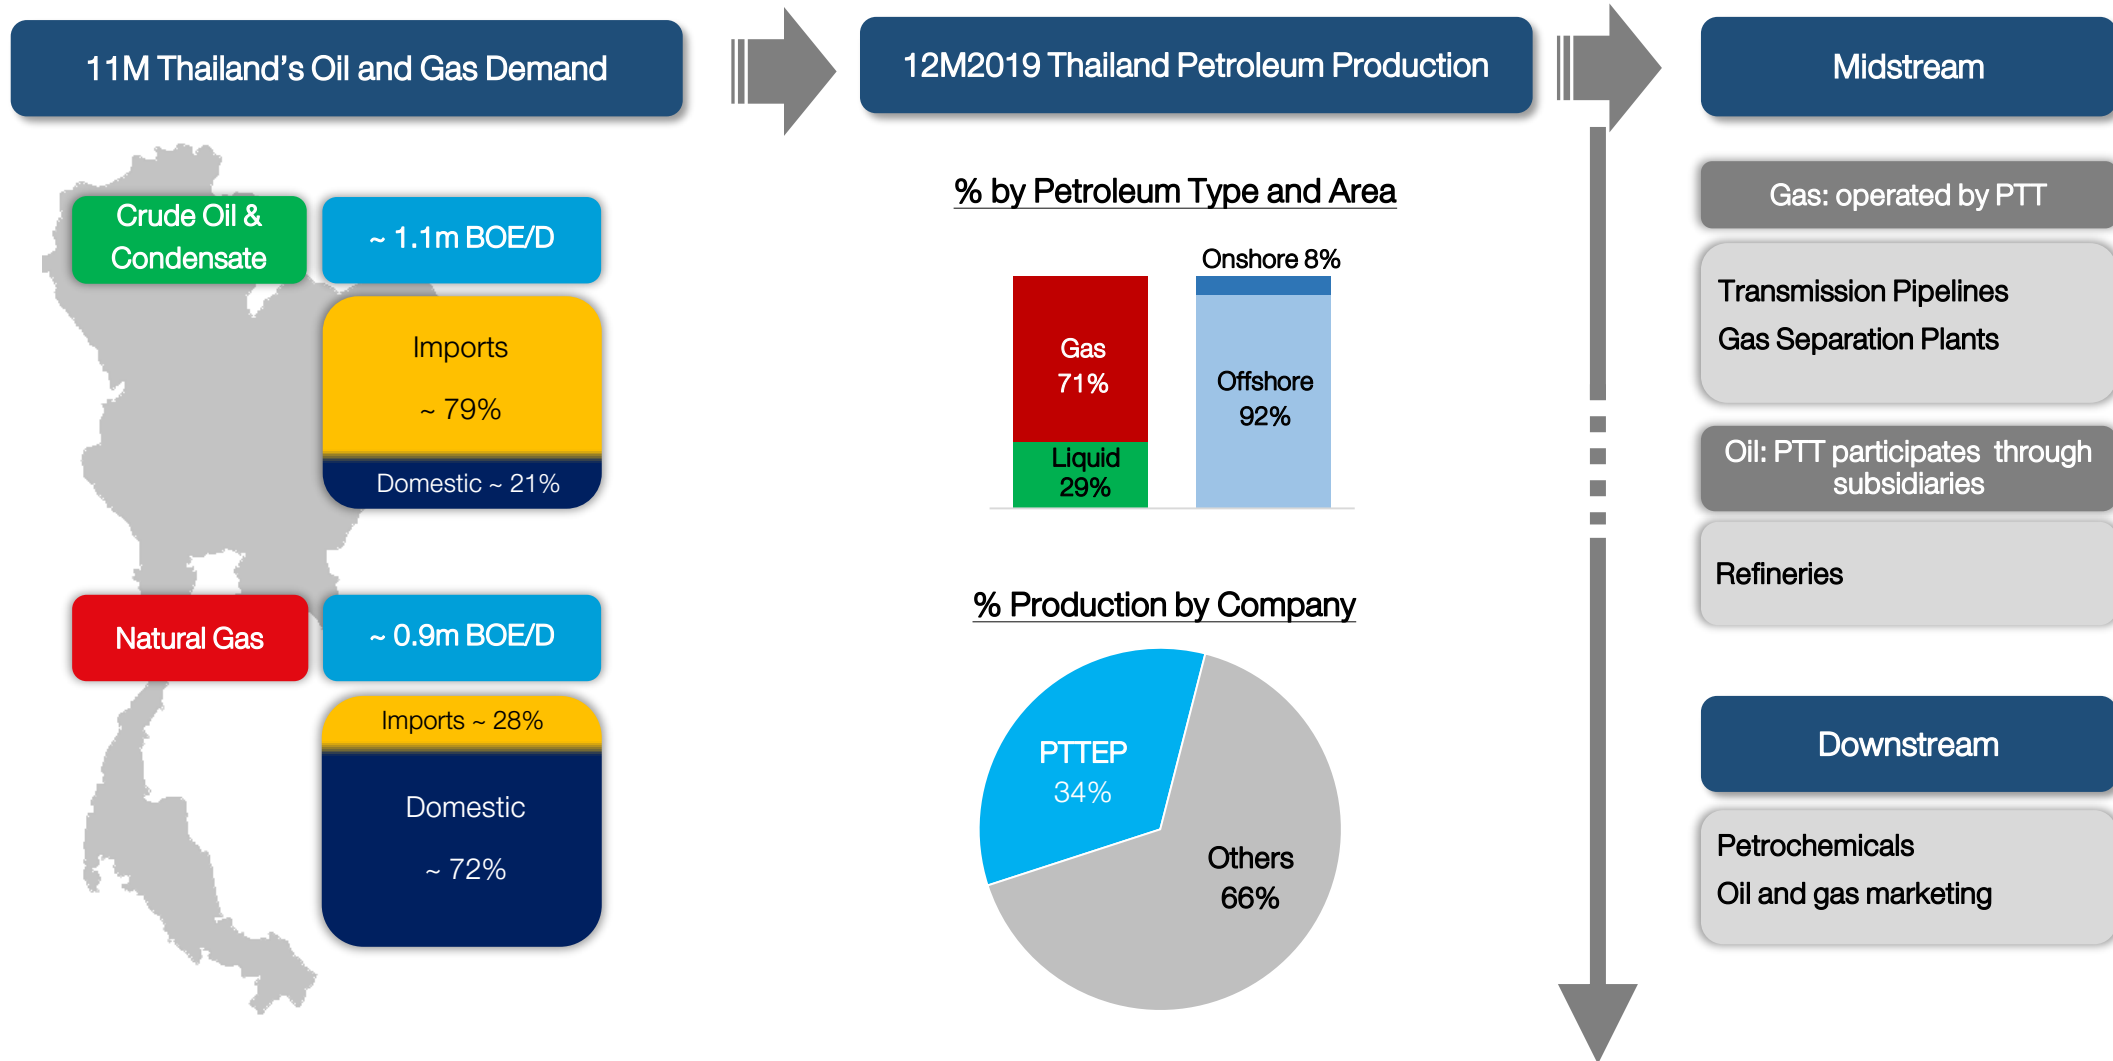 11M Thailand's Oil and Gas Demand
Crude Oil &
Condensate
~ 1.1m BOE/D
Imports
~ 79%
Domestic ~ 21%
Natural Gas
~ 0.9m BOE/D
Imports ~ 28%
Domestic
~ 72%
12M2019 Thailand Petroleum Production
% by Petroleum Type and Area
Gas
71%
Liquid
29%
Onshore 8%
Offshore
92%
% Production by Company
PTTEP
34%
Others
66%
Midstream
Gas: operated by PTT
Transmission Pipelines
Gas Separation Plants
Oil: PTT participates through
subsidiaries
Refineries
Downstream
Petrochemicals
Oil and gas marketing